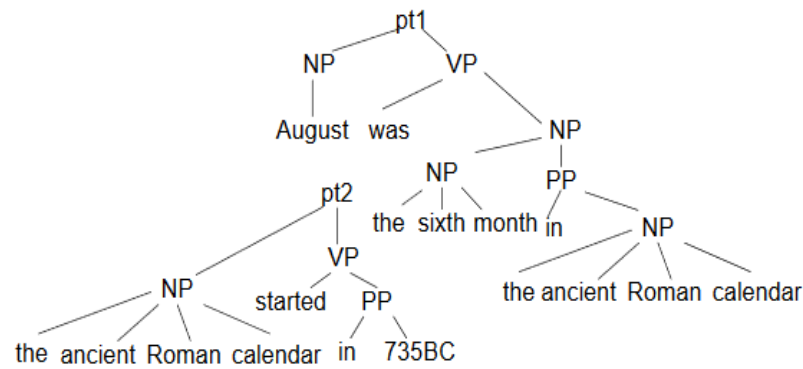 pt1
NP VP
August was NP
NP PP
pt2
the sixth month in NP
VP
NP started PP the ancient Roman calendar
the ancient Roman calendar in 735BC